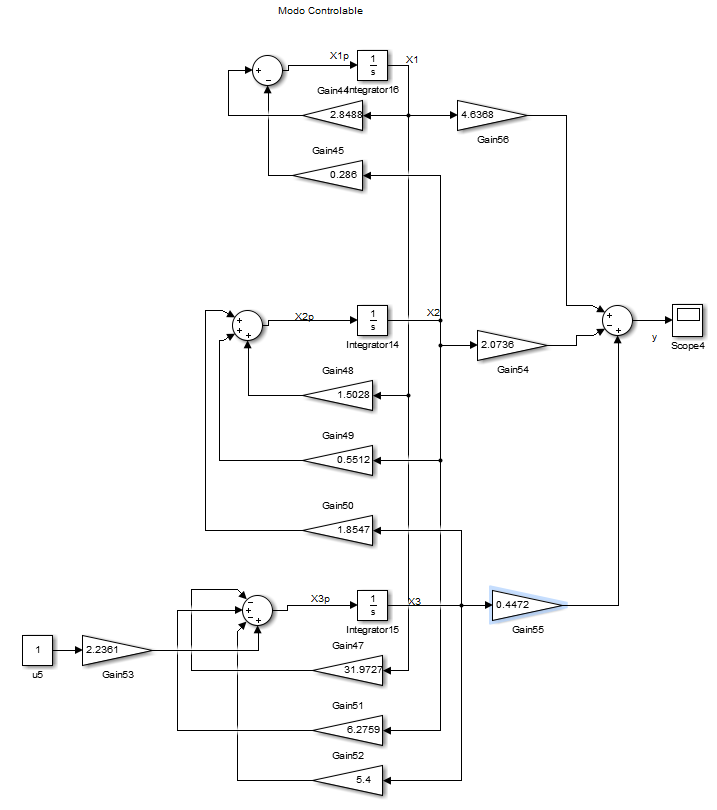 Modo Controlable
X1p
1
s
X1
+
−
Gain44
Integrator16
2.8488
4.6368
Gain56
Gain45
0.286
X2
X2p
1
s
+
+
+
Integrator14
+
−
+
y
Scope4
2.0736
Gain54
Gain48
1.5028
Gain49
0.5512
Gain50
1.8547
X3p
1
s
X3
−
+
−
+
Integrator15
0.4472
Gain55
1
u5
2.2361
Gain53
Gain47
31.9727
Gain51
6.2759
Gain52
5.4